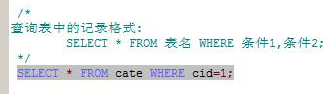 /*
查询表中的记录格式:
SELECT * FROM 表名 WHERE 条件1,条件2;
*/
SELECT * FROM cate WHERE cid=1;